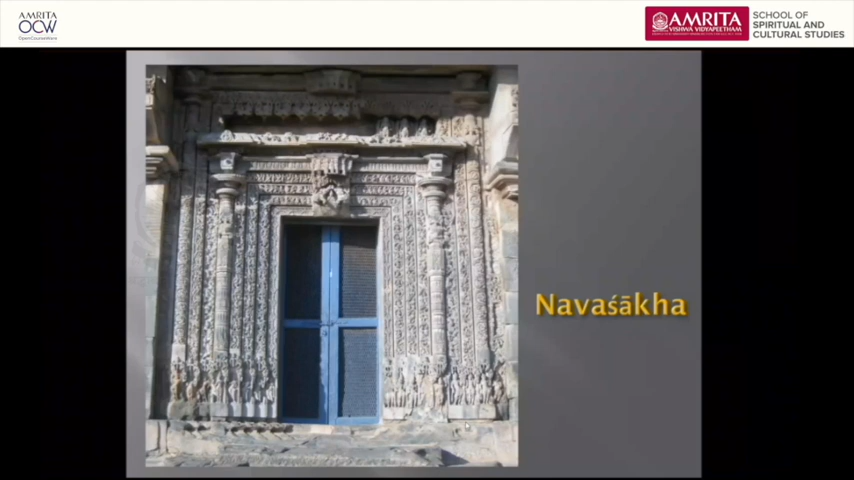 AMRITA
OCW
OpenCourseWare
AMRITA
VISHWA VIDYAPEETHAM
SCHOOL OF
SPIRITUAL AND
CULTURAL STUDIES
Navaśākha